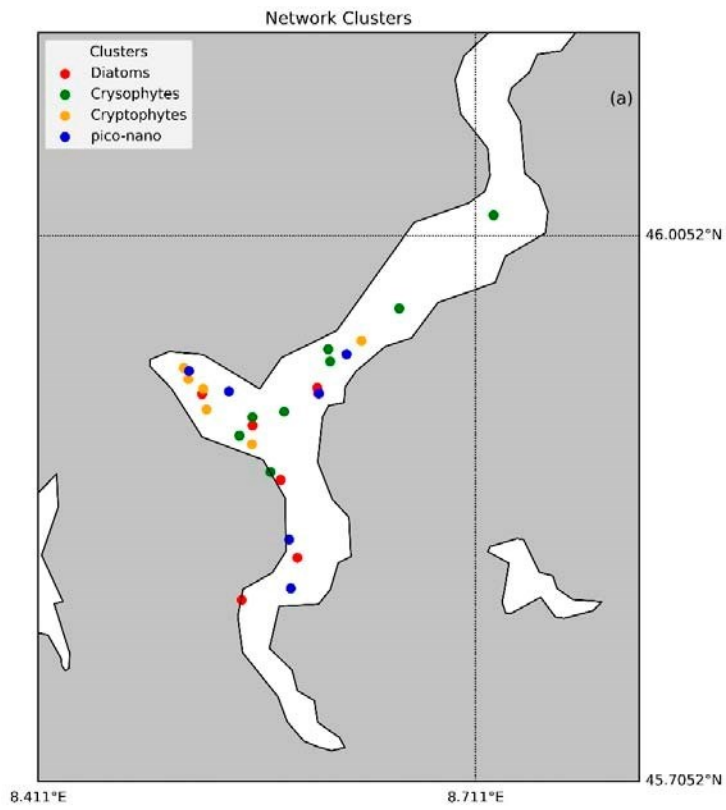 Network Clusters
Clusters
Diatoms
Crysophytes
Cryptophytes
pico-nano
(a)
46.0052°N
45.7052°N
8.411°E
8.711°E